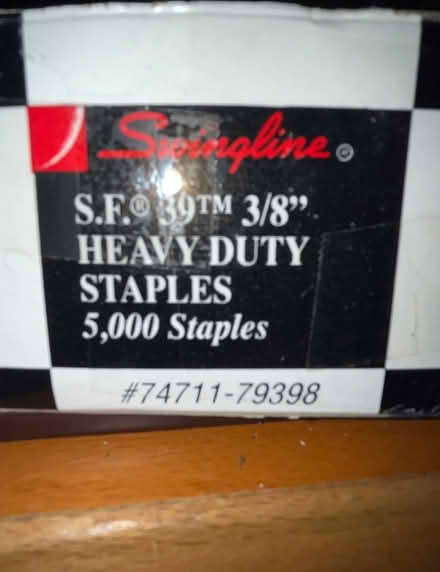 Swingline®
S.F.® 39™ 3/8”
HEAVY DUTY
STAPLES
5,000 Staples
#74711-79398